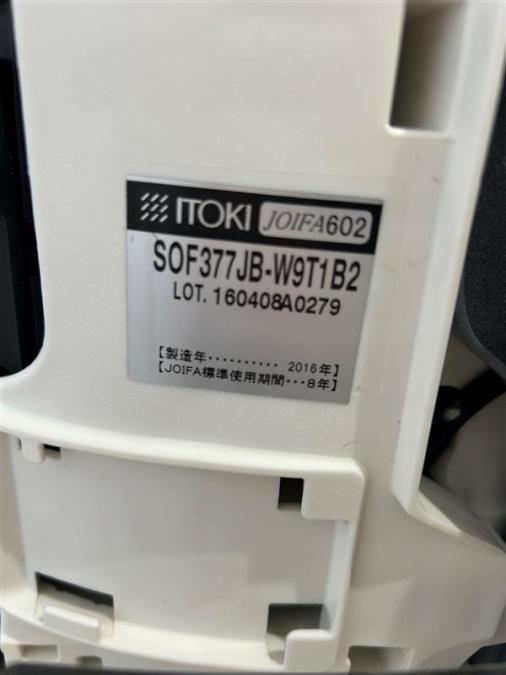 ITOKI JOIFA602
SOF377JB-W9T1B2
LOT. 160408A0279
【製造年･････････ 2016年】
【JOIFA標準使用期間･･･8年】